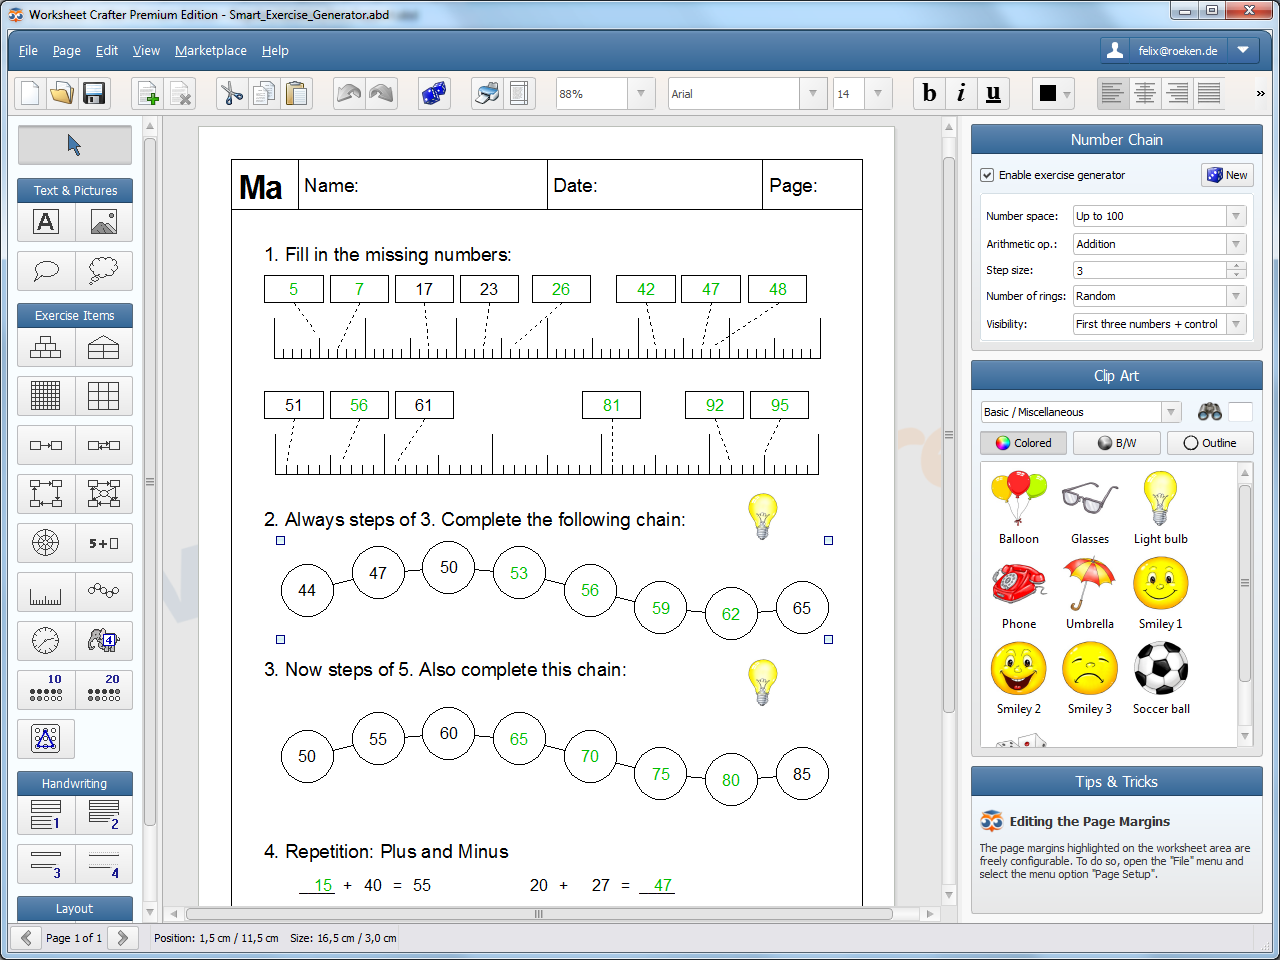 Worksheet Crafter Premium Edition - Smart_Exercise_Generator.abd
File Page Edit View Marketplace Help
felix@roeken.de
88%
Arial
14
b i u
»
Text & Pictures
A
Exercise Items
5+
4
10 20
Handwriting
1 2
3 4
Layout
Ma Name: Date: Page:
1. Fill in the missing numbers:
5 7 17 23 26 42 47 48
51 56 61 81 92 95
2. Always steps of 3. Complete the following chain:
44 47 50 53 56 59 62 65
3. Now steps of 5. Also complete this chain:
50 55 60 65 70 75 80 85
4. Repetition: Plus and Minus
15 + 40 = 55 20 + 27 = 47
Number Chain
Enable exercise generator
New
Number space: Up to 100
Arithmetic op.: Addition
Step size: 3
Number of rings: Random
Visibility: First three numbers + control
Clip Art
Basic / Miscellaneous
Colored B/W Outline
Balloon Glasses Light bulb
Phone Umbrella Smiley 1
Smiley 2 Smiley 3 Soccer ball
Tips & Tricks
Editing the Page Margins
The page margins highlighted on the worksheet area are
freely configurable. To do so, open the "File" menu and
select the menu option "Page Setup".
Page 1 of 1 Position: 1,5 cm / 11,5 cm Size: 16,5 cm / 3,0 cm